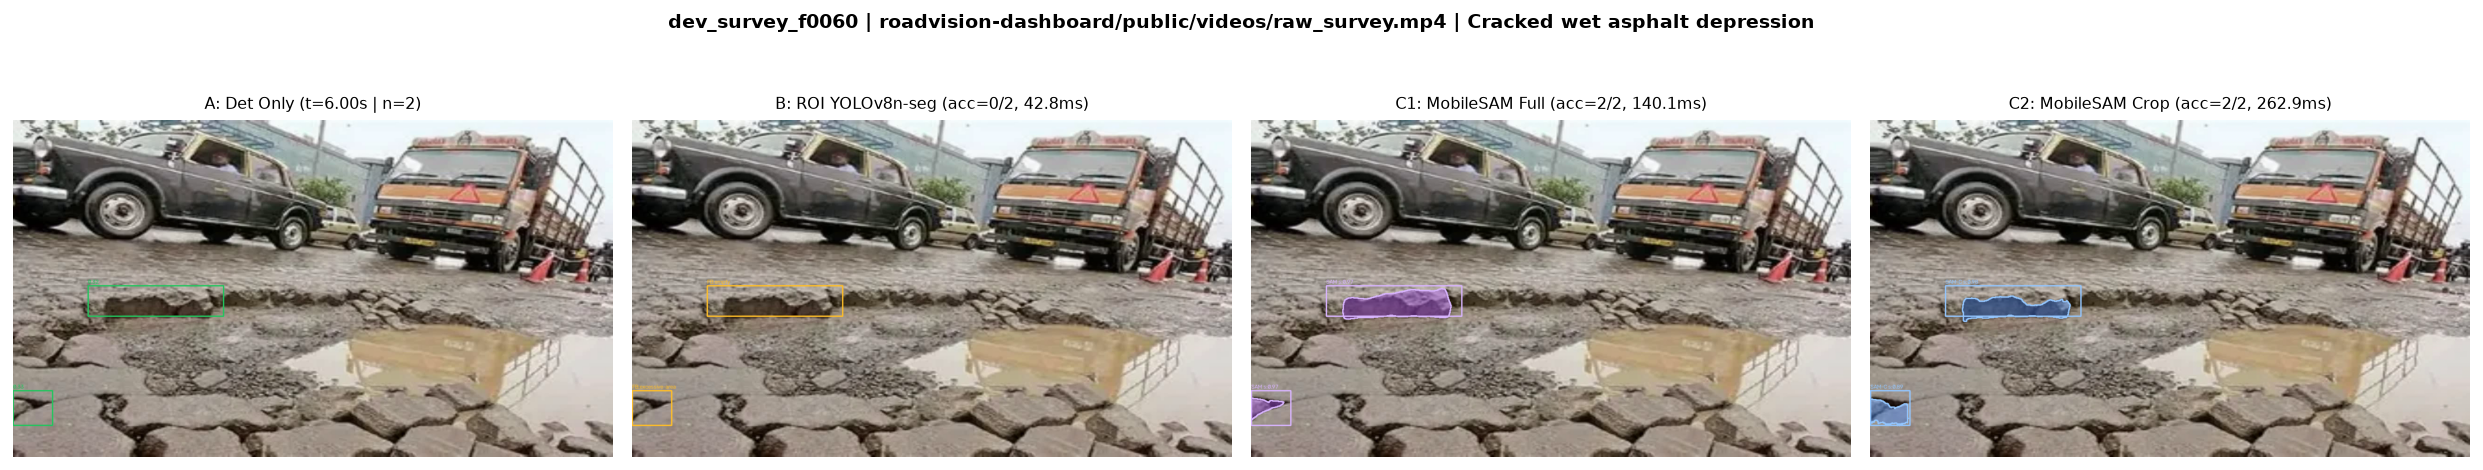 dev_survey_f0060 | roadvision-dashboard/public/videos/raw_survey.mp4 | Cracked wet asphalt depression
A: Det Only (t=6.00s | n=2)
B: ROI YOLOv8n-seg (acc=0/2, 42.8ms)
C1: MobileSAM Full (acc=2/2, 140.1ms)
C2: MobileSAM Crop (acc=2/2, 262.9ms)